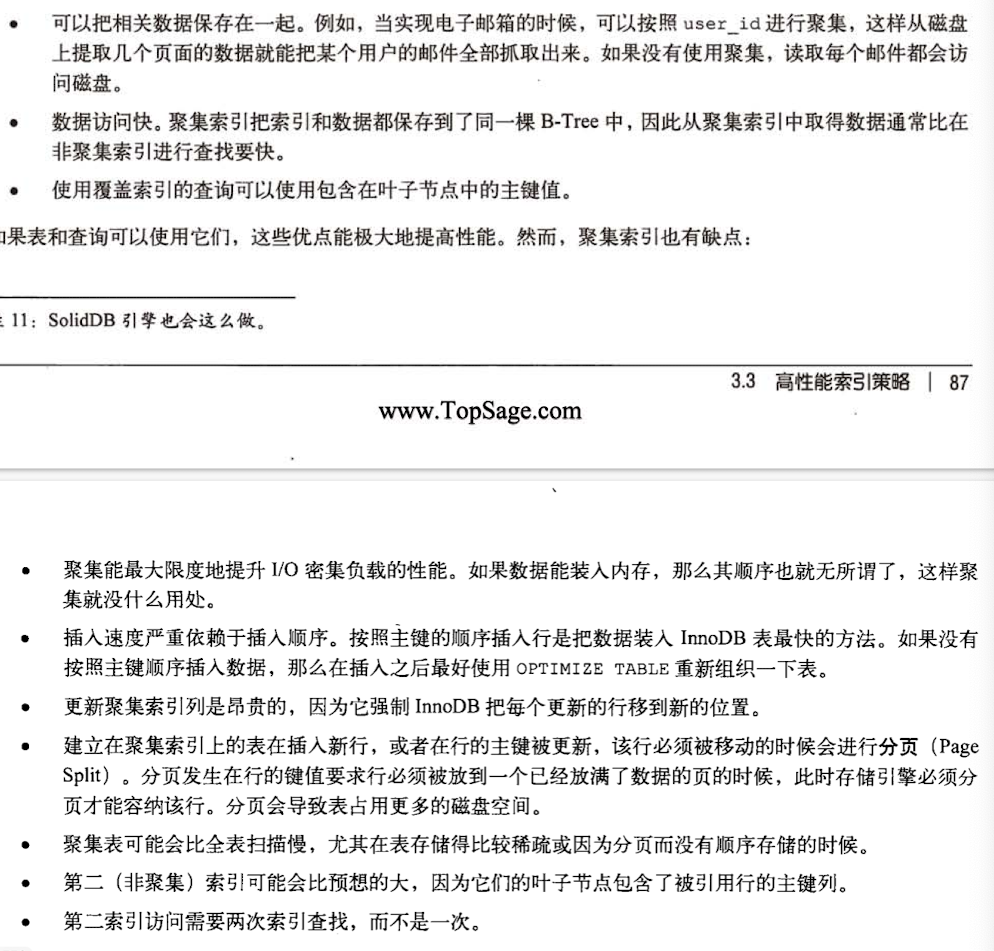 • 可以把相关数据保存在一起。例如，当实现电子邮箱的时候，可以按照 user_id 进行聚集，这样从磁盘
上提取几个页面的数据就能把某个用户的邮件全部抓取出来。如果没有使用聚集，读取每个邮件都会访
问磁盘。
• 数据访问快。聚集索引把索引和数据都保存到了同一棵 B-Tree 中，因此从聚集索引中取得数据通常比在
非聚集索引进行查找要快。
• 使用覆盖索引的查询可以使用包含在叶子节点中的主键值。
如果表和查询可以使用它们，这些优点能极大地提高性能。然而，聚集索引也有缺点：
11：SolidDB 引擎也会这么做。
3.3 高性能索引策略 | 87
www.TopSage.com
• 聚集能最大限度地提升 I/O 密集负载的性能。如果数据能装入内存，那么其顺序也就无所谓了，这样聚
集就没什么用处。
• 插入速度严重依赖于插入顺序。按照主键的顺序插入行是把数据装入 InnoDB 表最快的方法。如果没有
按照主键顺序插入数据，那么在插入之后最好使用 OPTIMIZE TABLE 重新组织一下表。
• 更新聚集索引列是昂贵的，因为它强制 InnoDB 把每个更新的行移到新的位置。
• 建立在聚集索引上的表在插入新行，或者在行的主键被更新，该行必须被移动的时候会进行分页（Page
Split）。分页发生在行的键值要求行必须被放到一个已经放满了数据的页的时候，此时存储引擎必须分
页才能容纳该行。分页会导致表占用更多的磁盘空间。
• 聚集表可能会比全表扫描慢，尤其在表存储得比较稀疏或因为分页而没有顺序存储的时候。
• 第二（非聚集）索引可能会比预想的大，因为它们的叶子节点包含了被引用行的主键列。
• 第二索引访问需要两次索引查找，而不是一次。